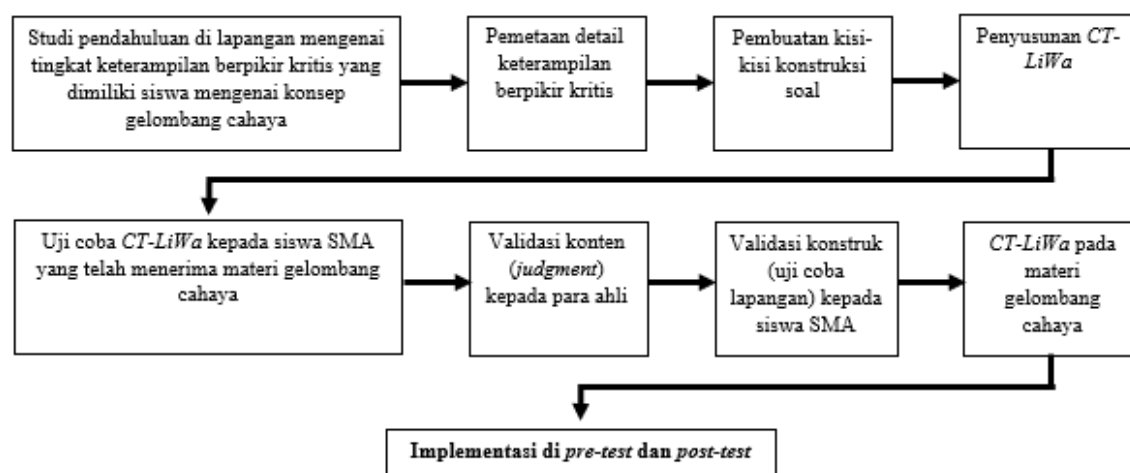 Studi pendahuluan di lapangan mengenai
tingkat keterampilan berpikir kritis yang
dimiliki siswa mengenai konsep
gelombang cahaya
Pemetaan detail
keterampilan
berpikir kritis
Pembuatan kisi-
kisi konstruksi
soal
Penyusunan CT-
LiWa
Uji coba CT-LiWa kepada siswa SMA
yang telah menerima materi gelombang
cahaya
Validasi konten
(judgment)
kepada para ahli
Validasi konstruk
(uji coba
lapangan) kepada
siswa SMA
CT-LiWa pada
materi
gelombang
cahaya
Implementasi di pre-test dan post-test